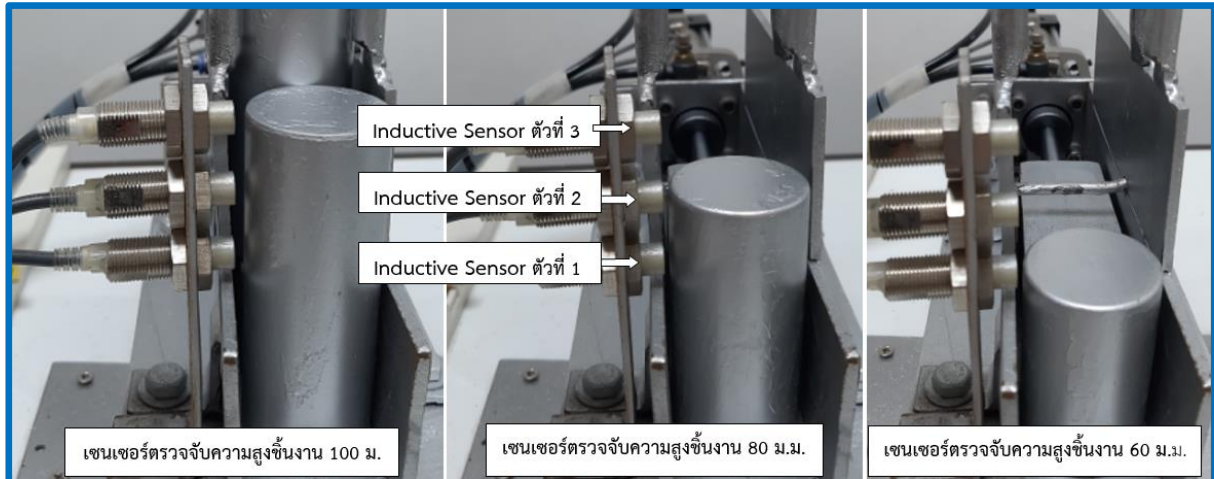 Inductive Sensor ตัวที่ 3
Inductive Sensor ตัวที่ 2
Inductive Sensor ตัวที่ 1
เซนเซอร์ตรวจจับความสูงชิ้นงาน 100 ม.
เซนเซอร์ตรวจจับความสูงชิ้นงาน 80 ม.ม.
เซนเซอร์ตรวจจับความสูงชิ้นงาน 60 ม.ม.